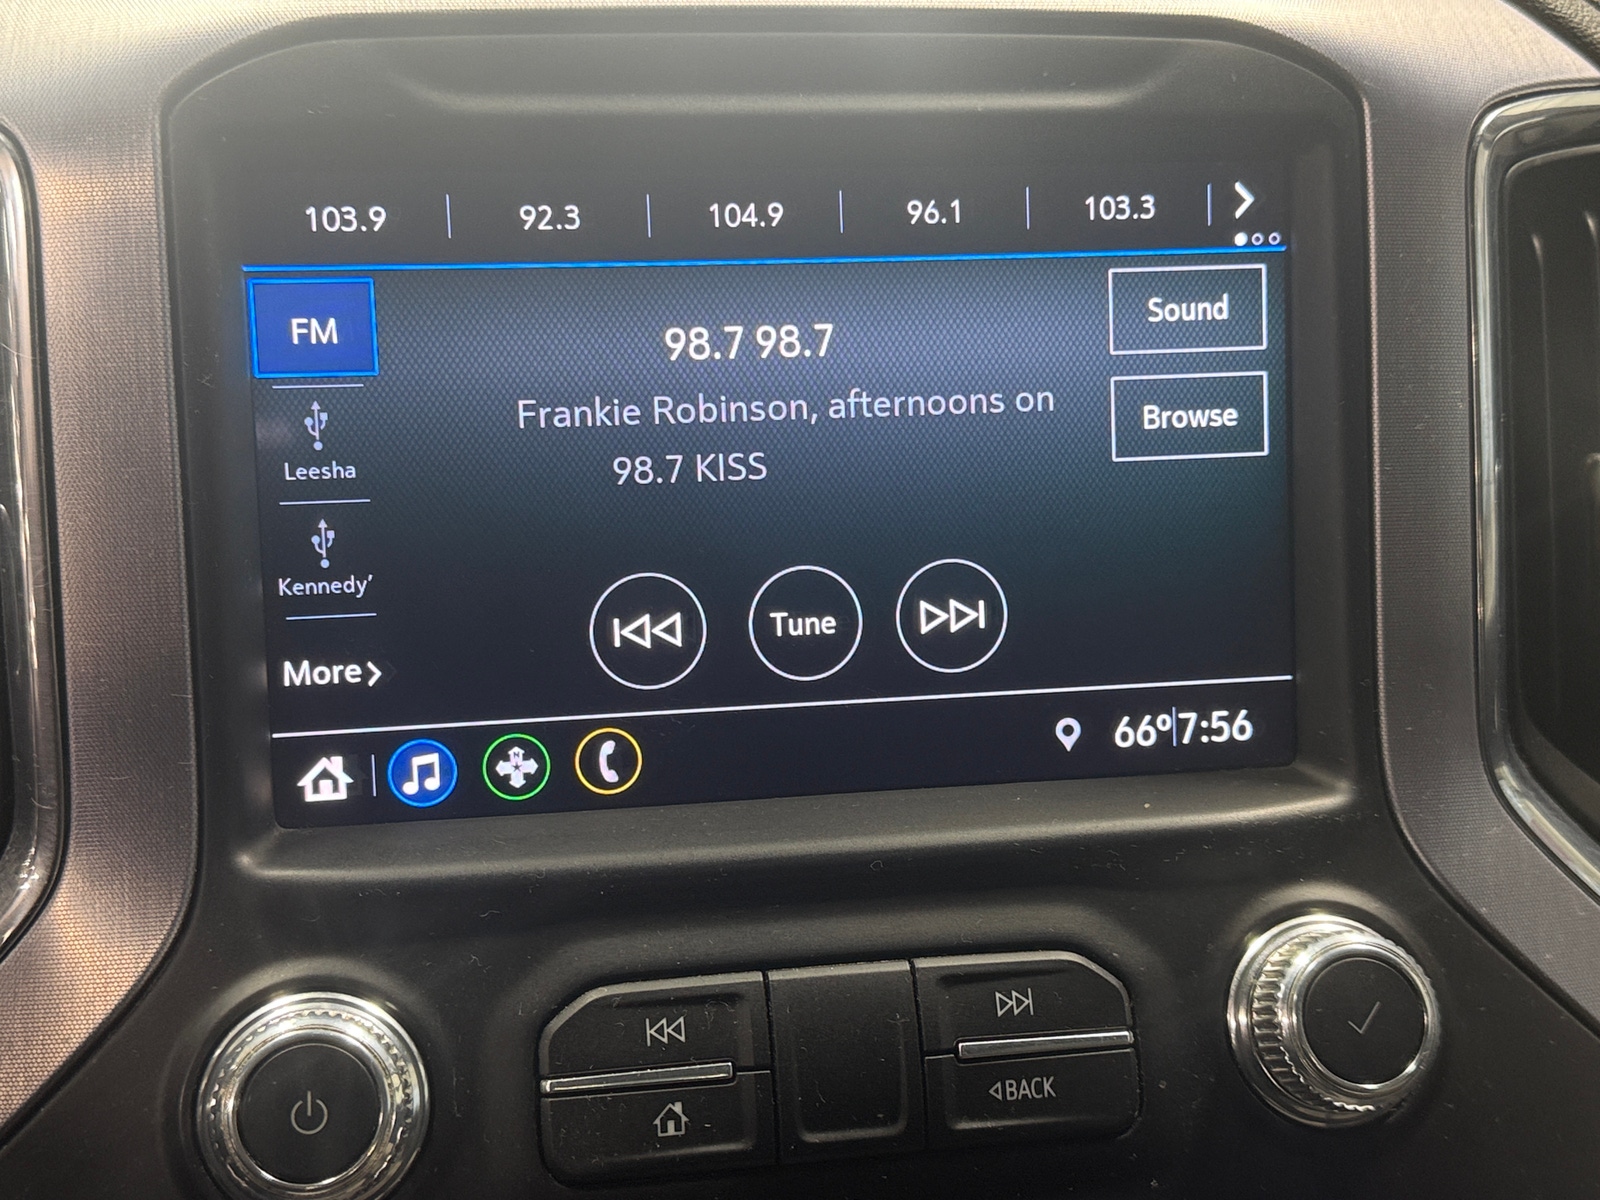 103.9 92.3 104.9 96.1 103.3
FM
98.7 98.7
Sound
Frankie Robinson, afternoons on
98.7 KISS
Browse
Leesha
Kennedy'
More
Tune
N
66º 7:56
BACK